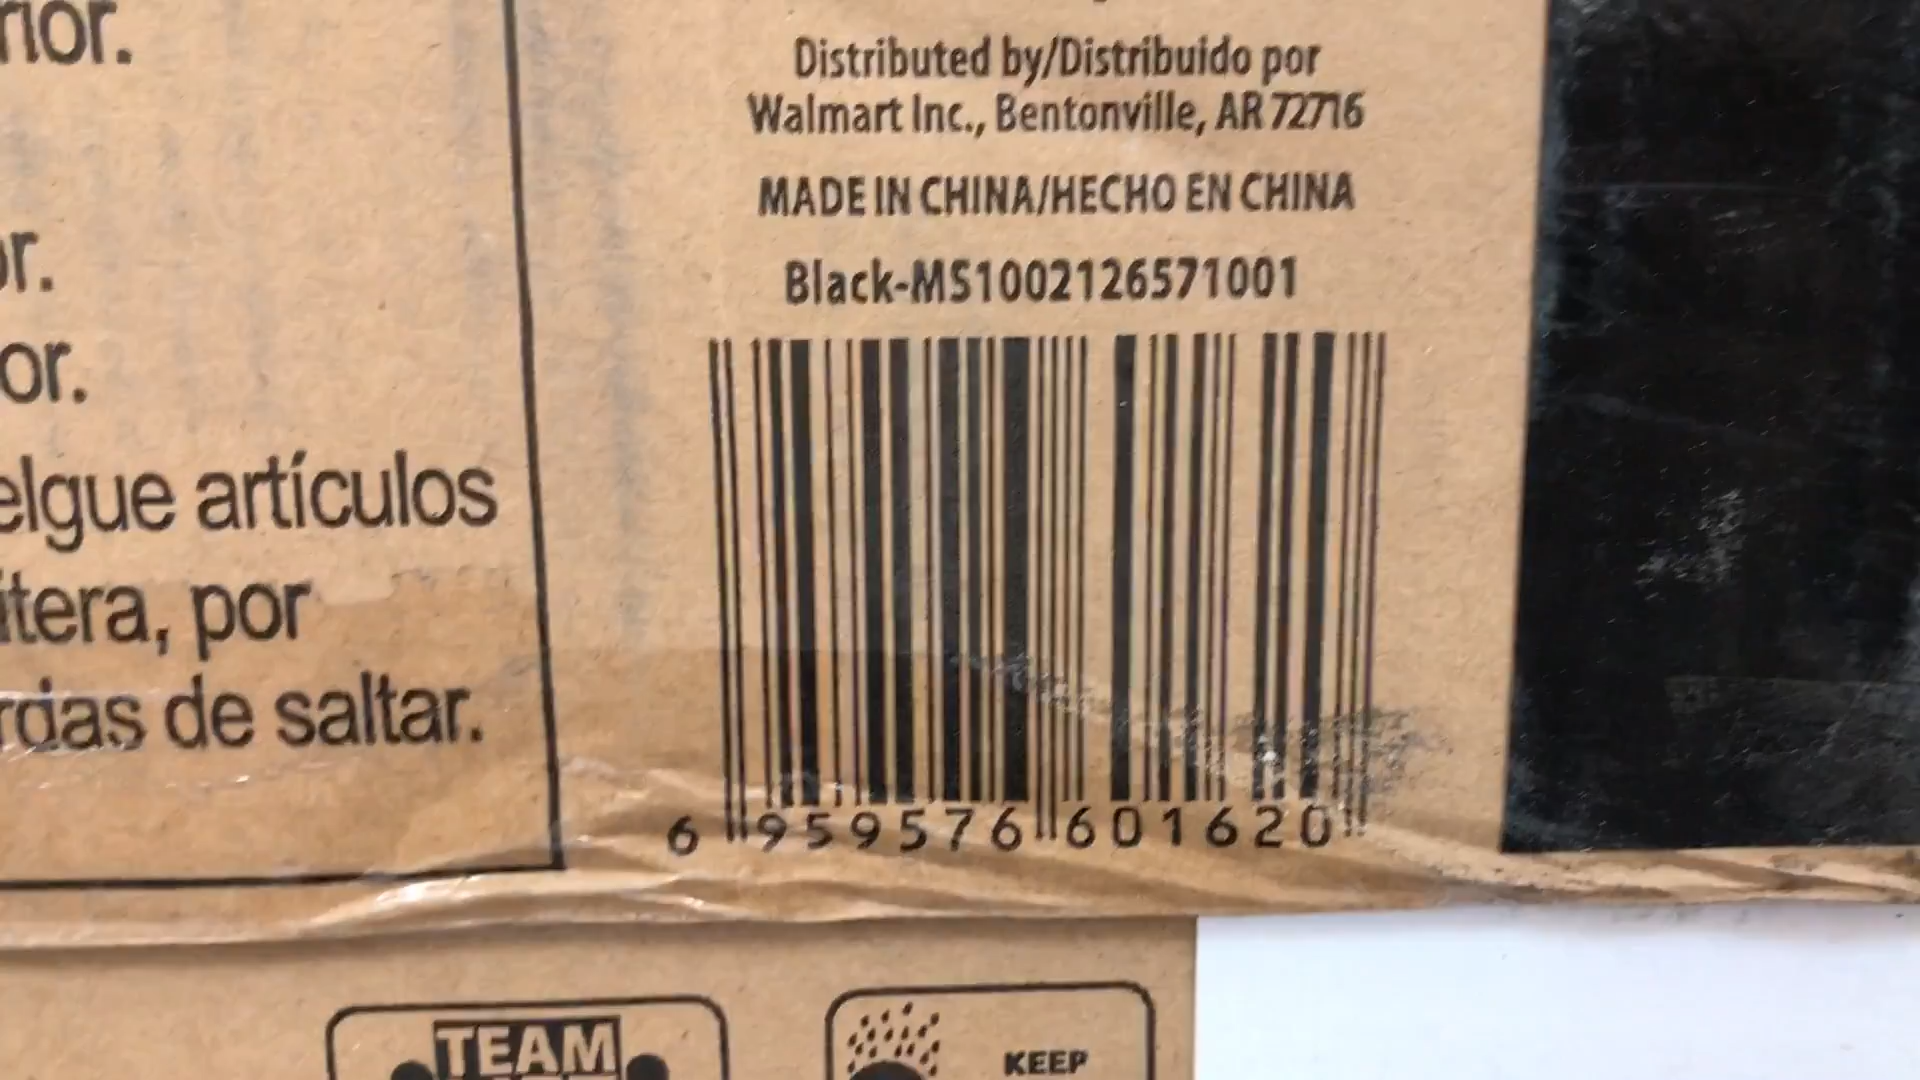 rior.
or.
or.
elgue artículos
itera, por
rdas de saltar.
Distributed by/Distribuido por
Walmart Inc., Bentonville, AR 72716
MADE IN CHINA/HECHO EN CHINA
Black-MS1002126571001
6 959576 601620
TEAM
KEEP